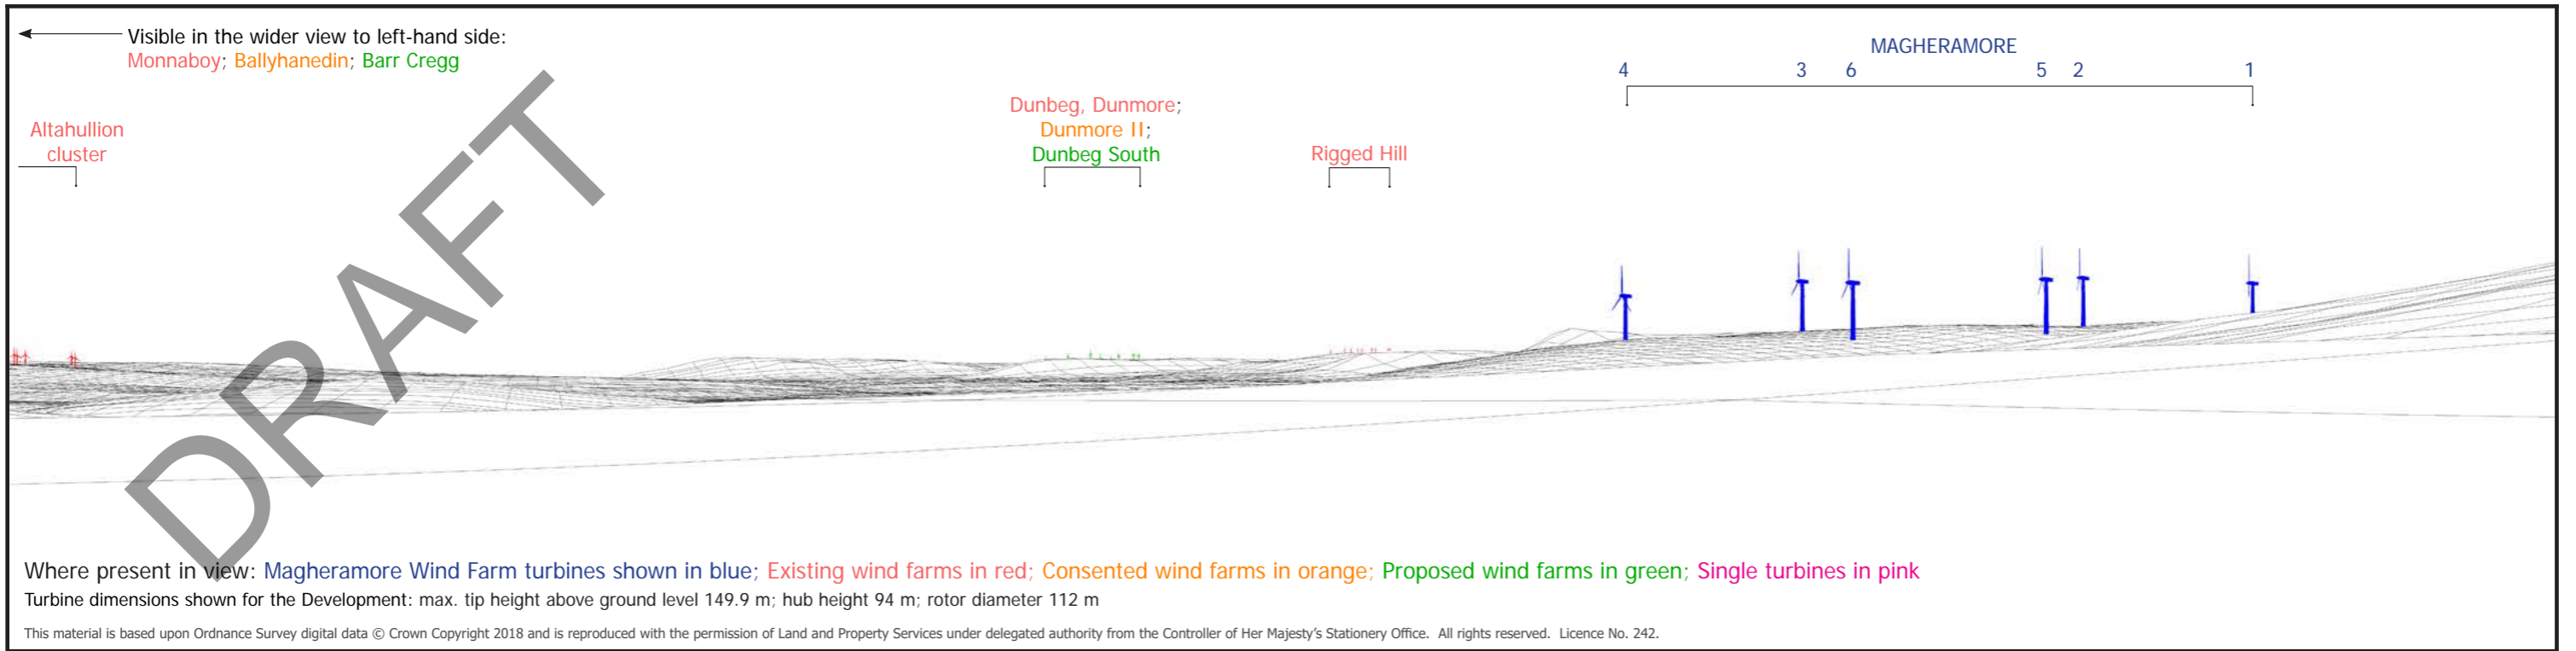 Visible in the wider view to left-hand side:
Monnaboy; Ballyhanedin; Barr Cregg
MAGHERAMORE
4 3 6 5 2 1
Altahullion
cluster
Dunbeg, Dunmore;
Dunmore II;
Dunbeg South
Rigged Hill
DRAFT
Where present in view: Magheramore Wind Farm turbines shown in blue; Existing wind farms in red; Consented wind farms in orange; Proposed wind farms in green; Single turbines in pink
Turbine dimensions shown for the Development: max. tip height above ground level 149.9 m; hub height 94 m; rotor diameter 112 m
This material is based upon Ordnance Survey digital data © Crown Copyright 2018 and is reproduced with the permission of Land and Property Services under delegated authority from the Controller of Her Majesty's Stationery Office. All rights reserved. Licence No. 242.